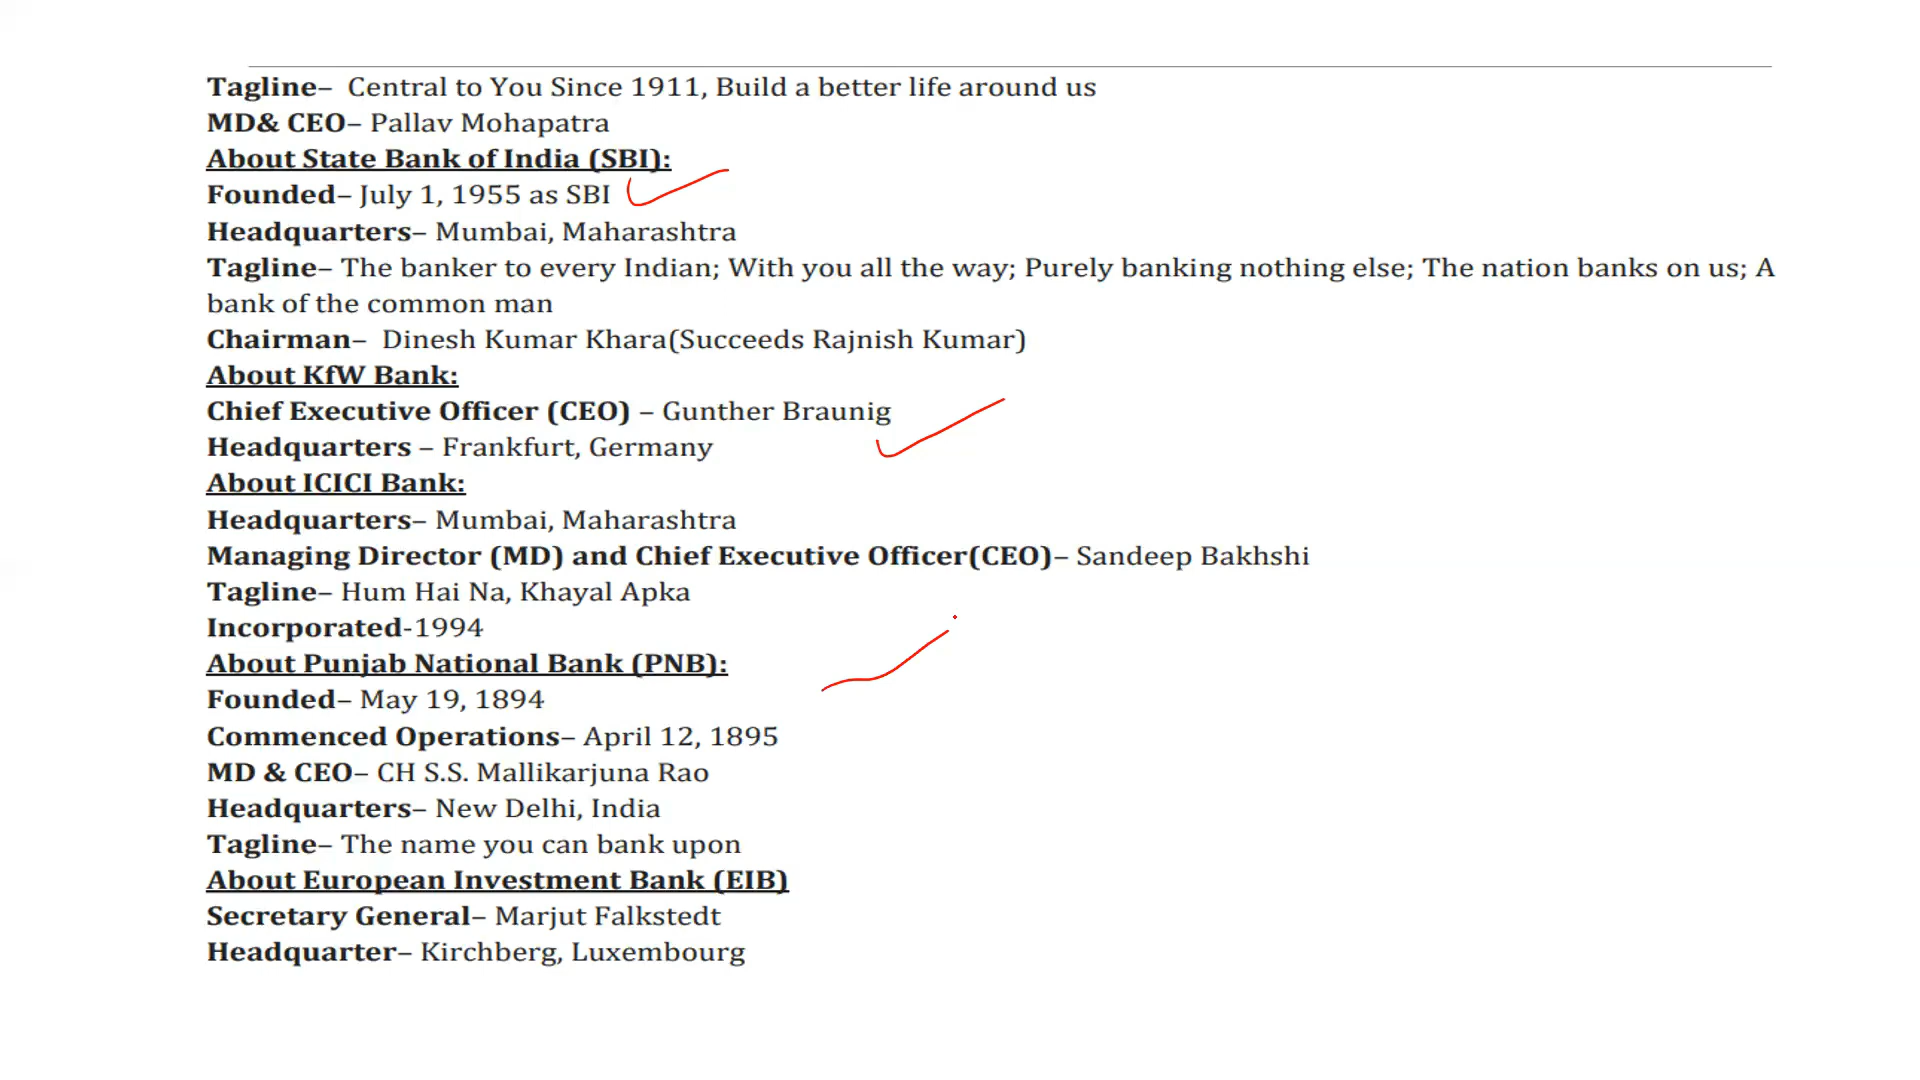 Tagline– Central to You Since 1911, Build a better life around us
MD& CEO– Pallav Mohapatra
About State Bank of India (SBI):
Founded– July 1, 1955 as SBI
Headquarters– Mumbai, Maharashtra
Tagline– The banker to every Indian; With you all the way; Purely banking nothing else; The nation banks on us; A
bank of the common man
Chairman– Dinesh Kumar Khara(Succeeds Rajnish Kumar)
About KfW Bank:
Chief Executive Officer (CEO) – Gunther Braunig
Headquarters – Frankfurt, Germany
About ICICI Bank:
Headquarters– Mumbai, Maharashtra
Managing Director (MD) and Chief Executive Officer(CEO)– Sandeep Bakhshi
Tagline– Hum Hai Na, Khayal Apka
Incorporated-1994
About Punjab National Bank (PNB):
Founded– May 19, 1894
Commenced Operations– April 12, 1895
MD & CEO– CH S.S. Mallikarjuna Rao
Headquarters– New Delhi, India
Tagline– The name you can bank upon
About European Investment Bank (EIB)
Secretary General– Marjut Falkstedt
Headquarter– Kirchberg, Luxembourg